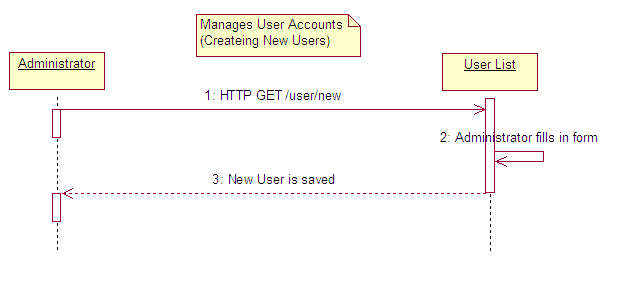 Manages User Accounts
(Createing New Users)
Administrator
User List
1: HTTP GET /user/new
2: Administrator fills in form
3: New User is saved